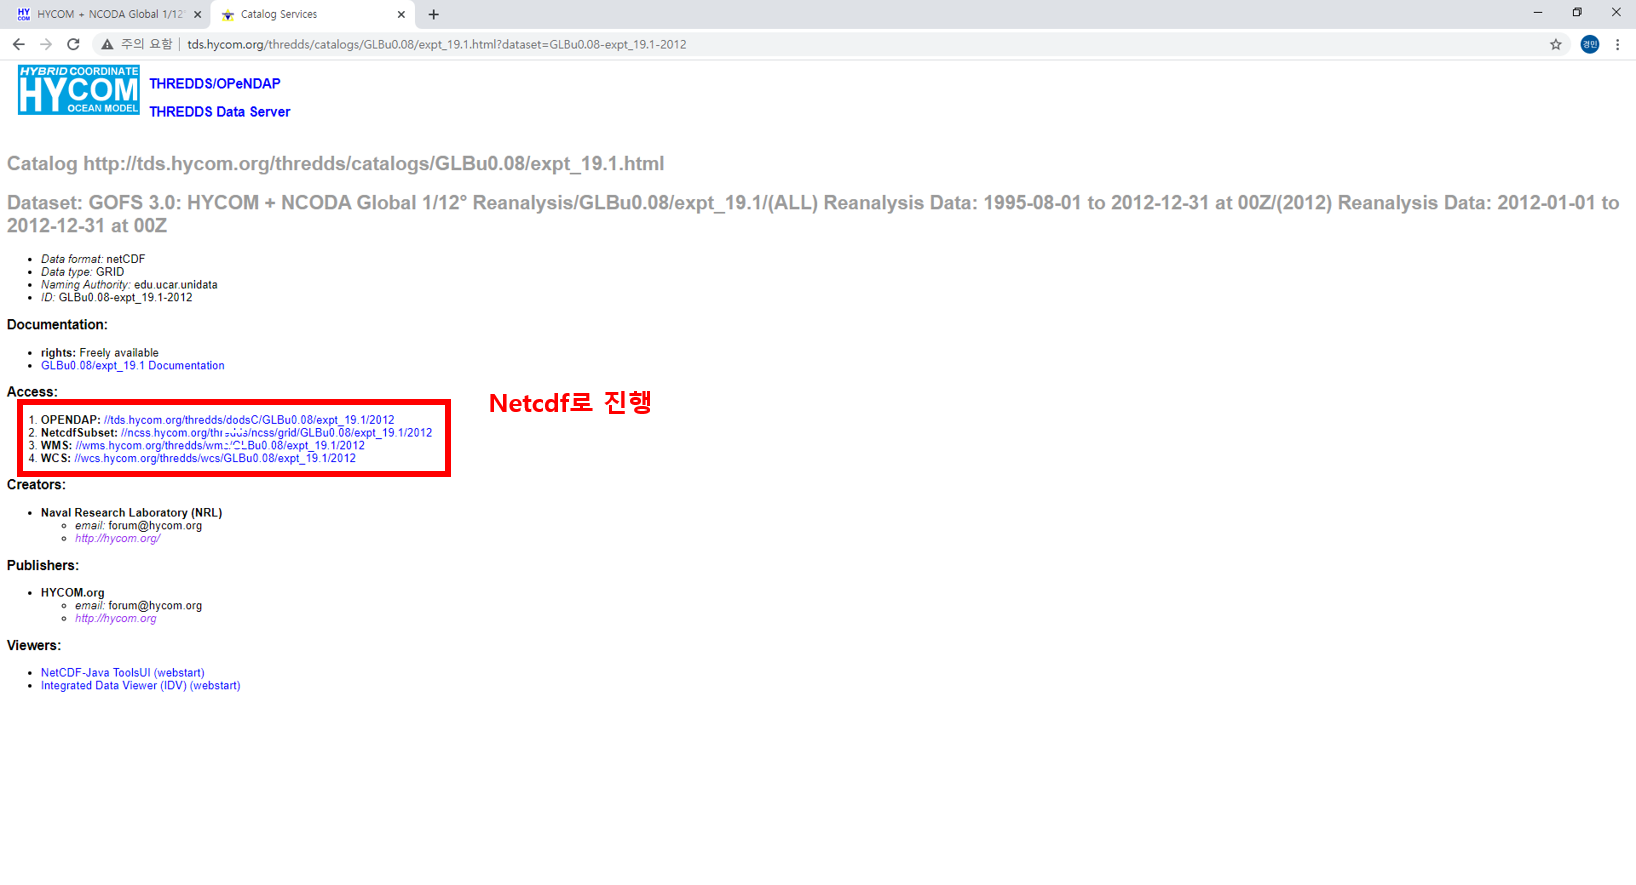 HYCOM + NCODA Global 1/12°
Catalog Services
주의 요함
tds.hycom.org/thredds/catalogs/GLBu0.08/expt_19.1.html?dataset=GLBu0.08-expt_19.1-2012
경민
HYBRID COORDINATE
HYCOM
OCEAN MODEL
THREDDS/OPeNDAP
THREDDS Data Server
Catalog http://tds.hycom.org/thredds/catalogs/GLBu0.08/expt_19.1.html
Dataset: GOFS 3.0: HYCOM + NCODA Global 1/12° Reanalysis/GLBu0.08/expt_19.1/(ALL) Reanalysis Data: 1995-08-01 to 2012-12-31 at 00Z/(2012) Reanalysis Data: 2012-01-01 to
2012-12-31 at 00Z
• Data format: netCDF
• Data type: GRID
• Naming Authority: edu.ucar.unidata
• ID: GLBu0.08-expt_19.1-2012
Documentation:
• rights: Freely available
• GLBu0.08/expt_19.1 Documentation
Access:
Netcdf로 진행
1. OPENDAP: //tds.hycom.org/thredds/dodsC/GLBu0.08/expt_19.1/2012
2. NetcdfSubset: //ncss.hycom.org/thredds/ncss/grid/GLBu0.08/expt_19.1/2012
3. WMS: //wms.hycom.org/thredds/wms/GLBu0.08/expt_19.1/2012
4. WCS: //wcs.hycom.org/thredds/wcs/GLBu0.08/expt_19.1/2012
Creators:
• Naval Research Laboratory (NRL)
◦ email: forum@hycom.org
◦ http://hycom.org/
Publishers:
• HYCOM.org
◦ email: forum@hycom.org
◦ http://hycom.org
Viewers:
• NetCDF-Java ToolsUI (webstart)
• Integrated Data Viewer (IDV) (webstart)